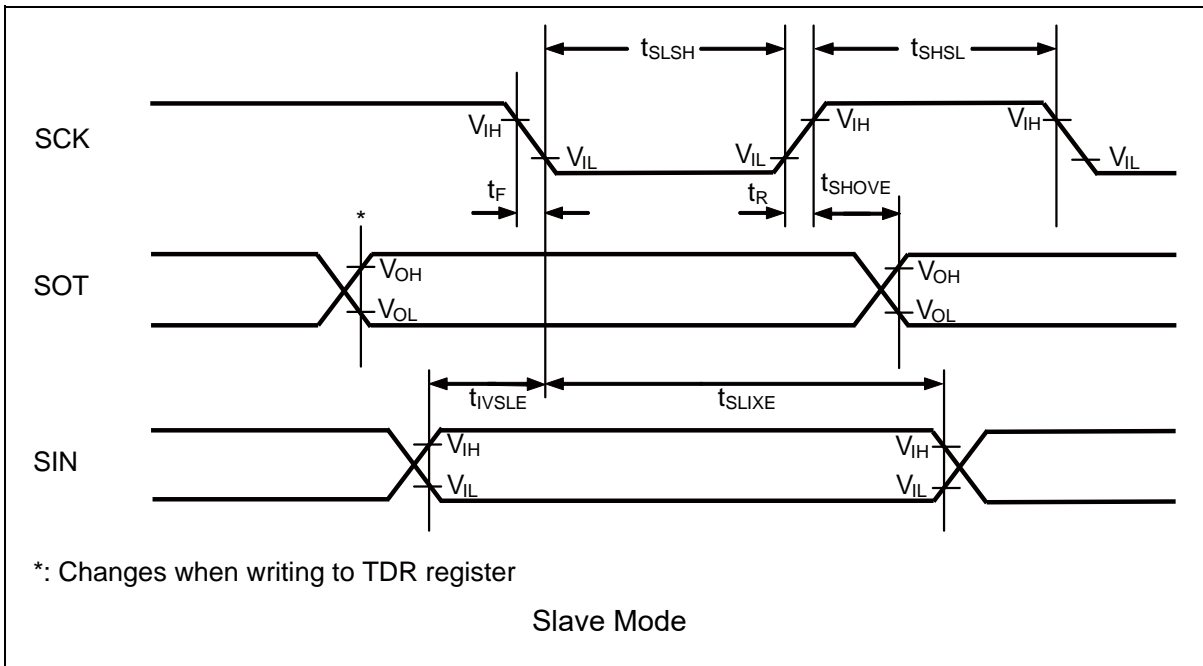 tSLSH tSHSL
SCK VIH VIL VIL VIH VIH VIL
tF tR tSHOVE
*
SOT VOH VOL VOH VOL
tIVSLE tSLIXE
SIN VIH VIL VIH VIL
*: Changes when writing to TDR register
Slave Mode